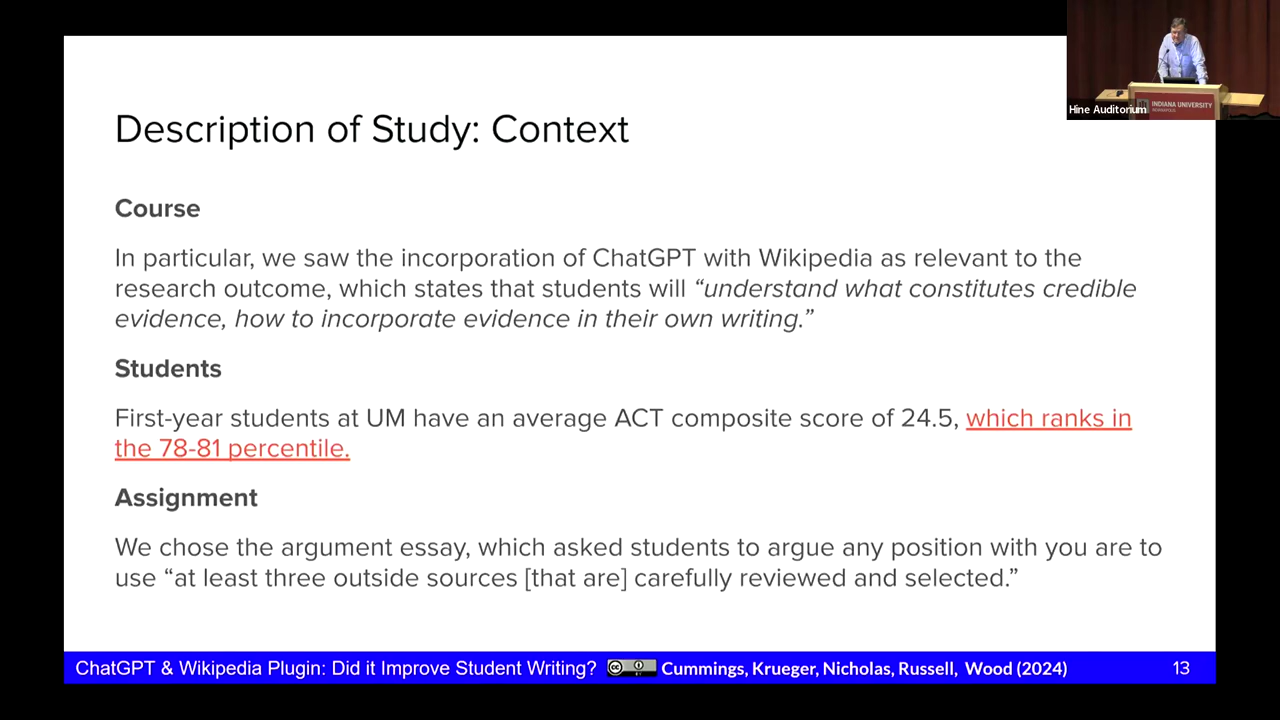 Hine Auditorium
INDIANA UNIVERSITY
Description of Study: Context
Course
In particular, we saw the incorporation of ChatGPT with Wikipedia as relevant to the
research outcome, which states that students will “understand what constitutes credible
evidence, how to incorporate evidence in their own writing.”
Students
First-year students at UM have an average ACT composite score of 24.5, which ranks in
the 78-81 percentile.
Assignment
We chose the argument essay, which asked students to argue any position with you are to
use “at least three outside sources [that are] carefully reviewed and selected.”
ChatGPT & Wikipedia Plugin: Did it Improve Student Writing? Cummings, Krueger, Nicholas, Russell, Wood (2024) 13